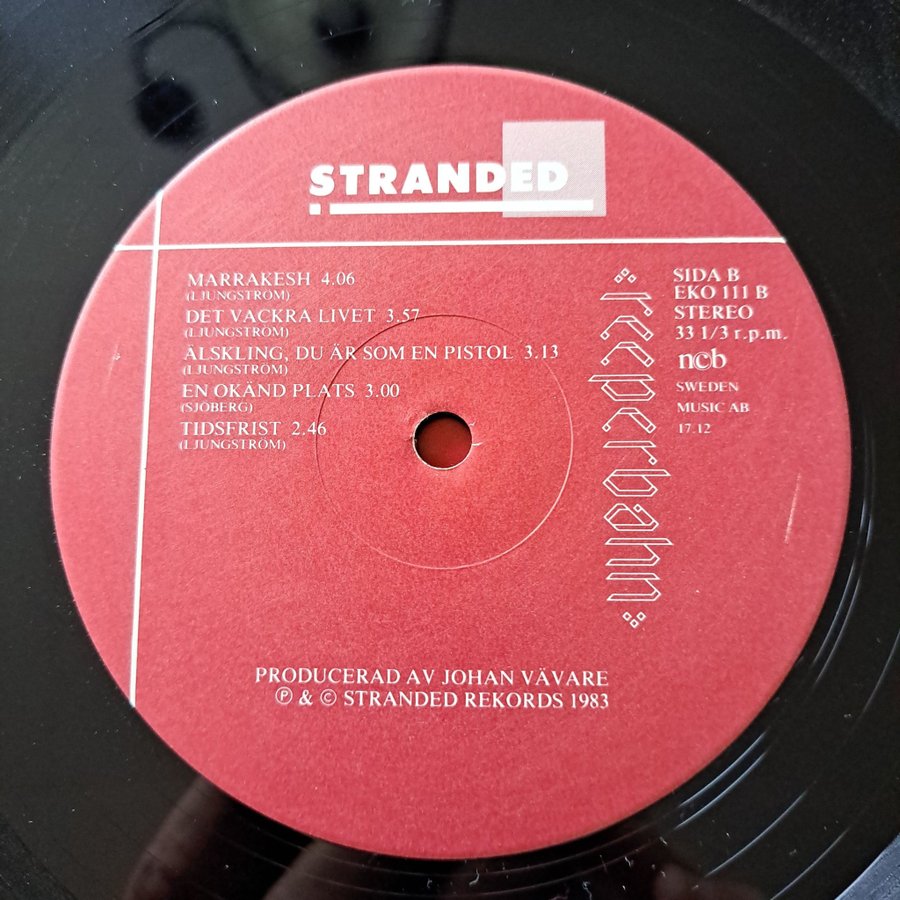 STRANDED
MARRAKESH 4.06
(LJUNGSTRÖM)
DET VACKRA LIVET 3.57
(LJUNGSTRÖM)
ÄLSKLING, DU ÄR SOM EN PISTOL 3.13
(LJUNGSTRÖM)
EN OKÄND PLATS 3.00
(SJÖBERG)
TIDSFRIST 2.46
(LJUNGSTRÖM)
reeperbahn
SIDA B
EKO 111 B
STEREO
33 1/3 r.p.m.
ncb
SWEDEN
MUSIC AB
17.12
PRODUCERAD AV JOHAN VÄVARE
Ⓟ & © STRANDED REKORDS 1983